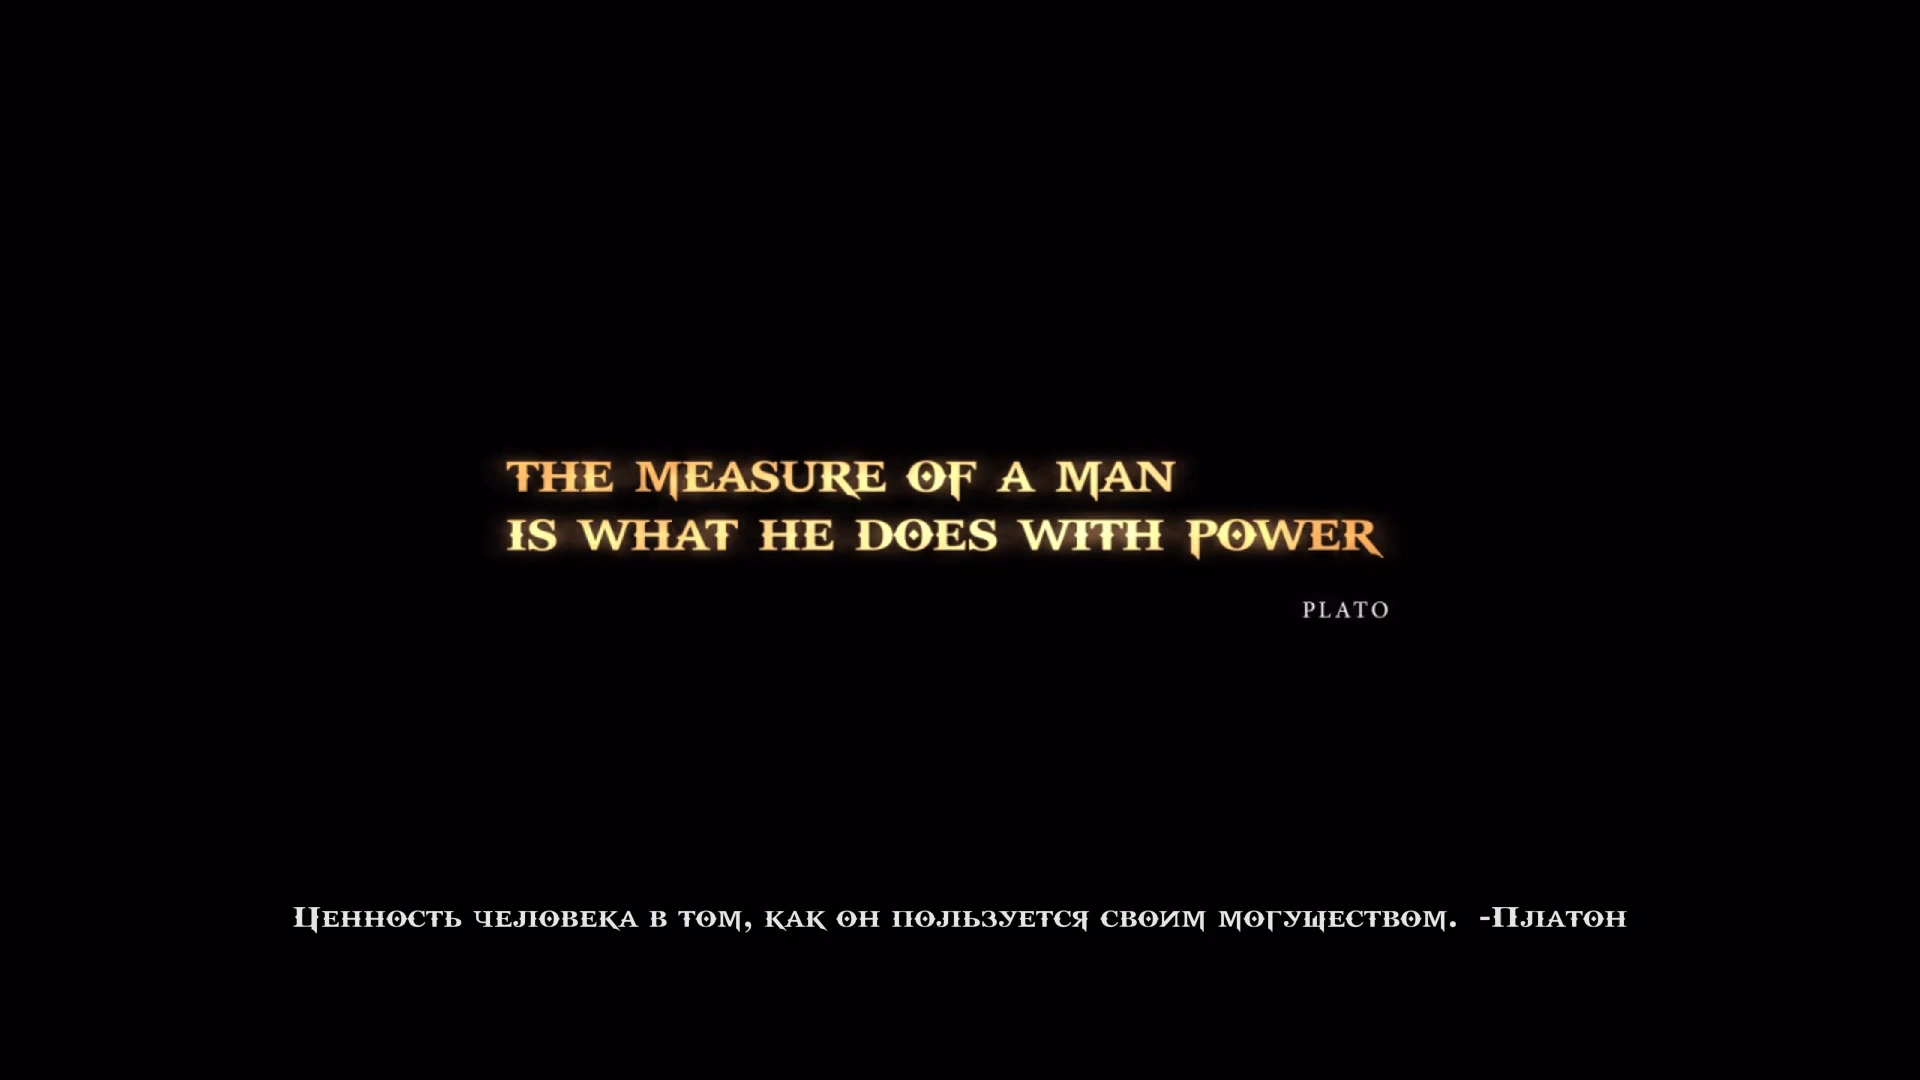 THE MEASURE OF A MAN
IS WHAT HE DOES WITH POWER
PLATO
Ценность человека в том, как он пользуется своим могуществом. -Платон